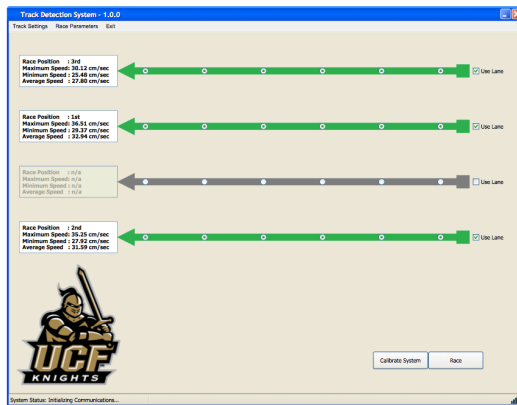 Track Detection System - 1.0.0
Track Settings Race Parameters Exit
Race Position : 3rd
Maximum Speed: 30.12 cm/sec
Minimum Speed : 25.48 cm/sec
Average Speed : 27.80 cm/sec
Use Lane
Race Position : 1st
Maximum Speed: 36.51 cm/sec
Minimum Speed : 29.37 cm/sec
Average Speed : 32.94 cm/sec
Use Lane
Race Position : n/a
Maximum Speed: n/a
Minimum Speed : n/a
Average Speed : n/a
Use Lane
Race Position : 2nd
Maximum Speed: 35.25 cm/sec
Minimum Speed : 27.92 cm/sec
Average Speed : 31.59 cm/sec
Use Lane
UCF
KNIGHTS
Calibrate System Race
System Status: Initializing Communications...